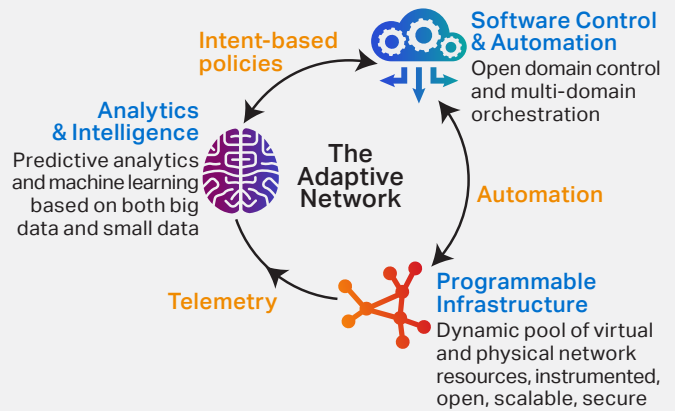 Software Control
& Automation
Open domain control
and multi-domain
orchestration
Intent-based
policies
Analytics
& Intelligence
Predictive analytics
and machine learning
based on both big
data and small data
The
Adaptive
Network
Automation
Telemetry
Programmable
Infrastructure
Dynamic pool of virtual
and physical network
resources, instrumented,
open, scalable, secure